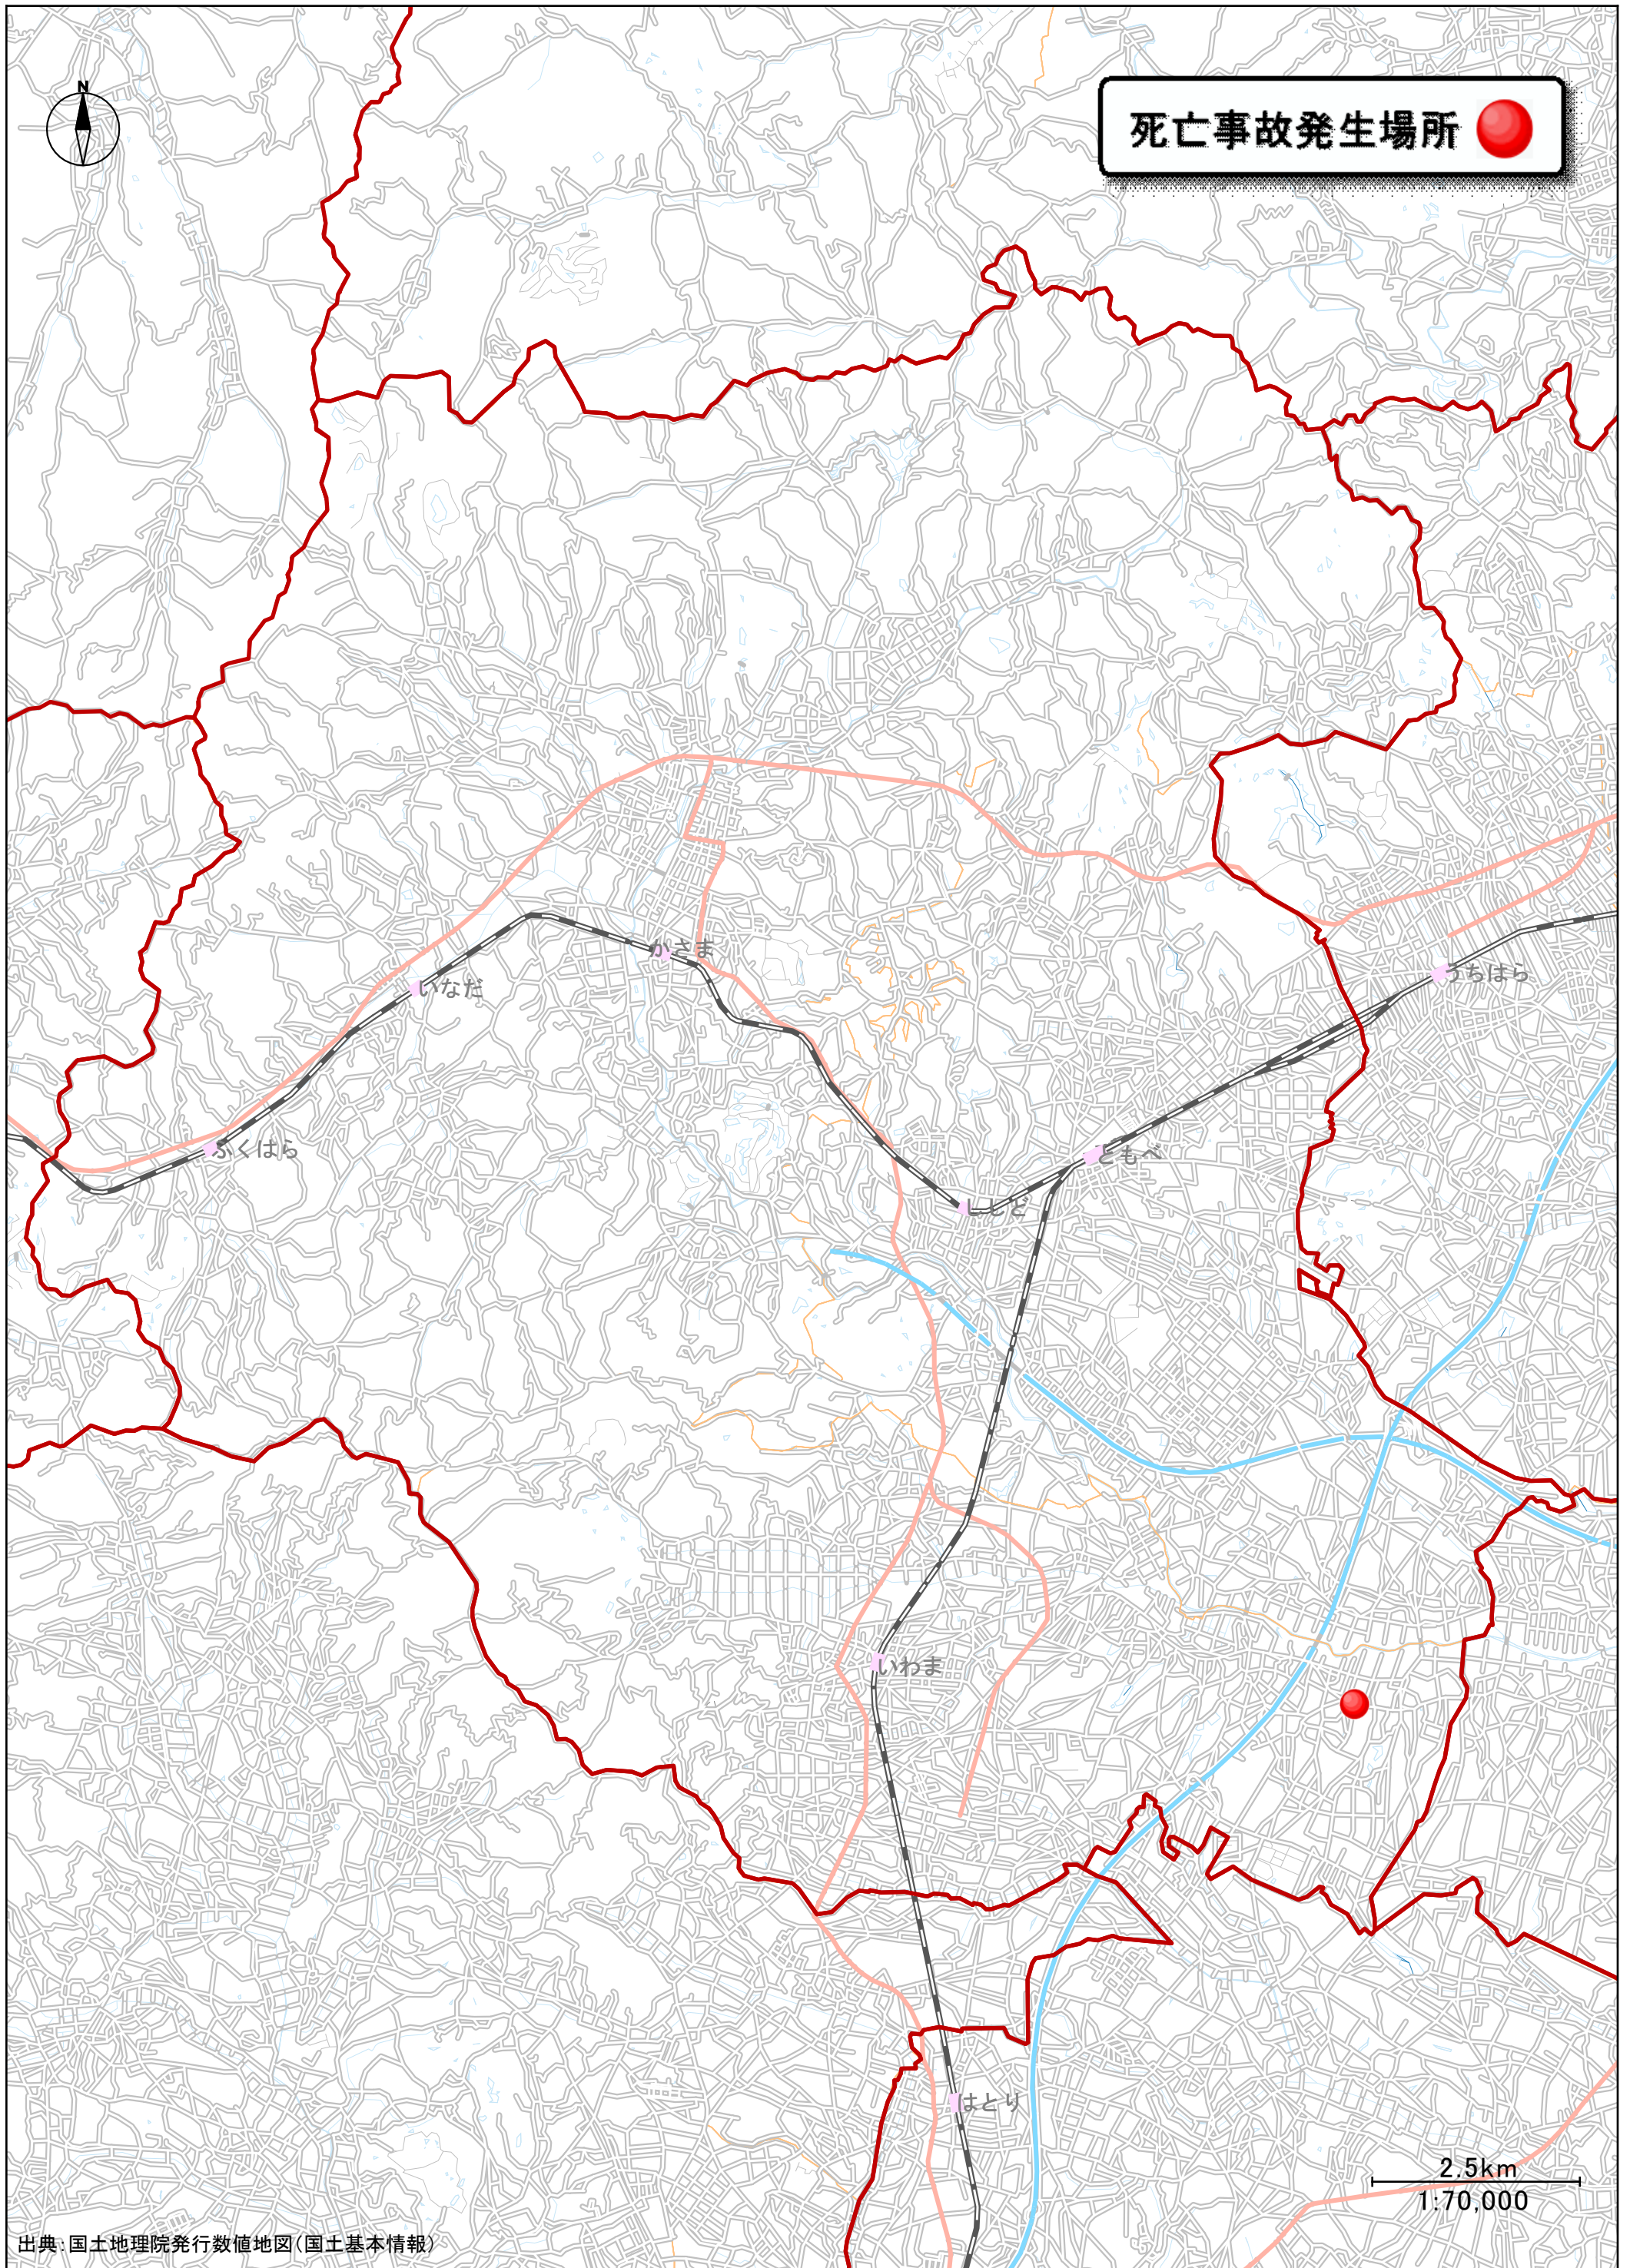 N
死亡事故発生場所
かさま
うちはら
いなだ
ふくはら
ともべ
ししど
いわま
はとり
2.5km
1:70,000
出典:国土地理院発行数値地図(国土基本情報)